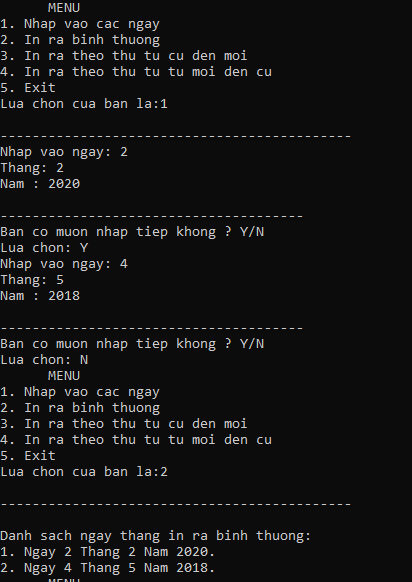 MENU
1. Nhap vao cac ngay
2. In ra binh thuong
3. In ra theo thu tu cu den moi
4. In ra theo thu tu tu moi den cu
5. Exit
Lua chon cua ban la:1
--------------------------------------------
Nhap vao ngay: 2
Thang: 2
Nam : 2020
--------------------------------------
Ban co muon nhap tiep khong ? Y/N
Lua chon: Y
Nhap vao ngay: 4
Thang: 5
Nam : 2018
--------------------------------------
Ban co muon nhap tiep khong ? Y/N
Lua chon: N
MENU
1. Nhap vao cac ngay
2. In ra binh thuong
3. In ra theo thu tu cu den moi
4. In ra theo thu tu tu moi den cu
5. Exit
Lua chon cua ban la:2
--------------------------------------------
Danh sach ngay thang in ra binh thuong:
1. Ngay 2 Thang 2 Nam 2020.
2. Ngay 4 Thang 5 Nam 2018.